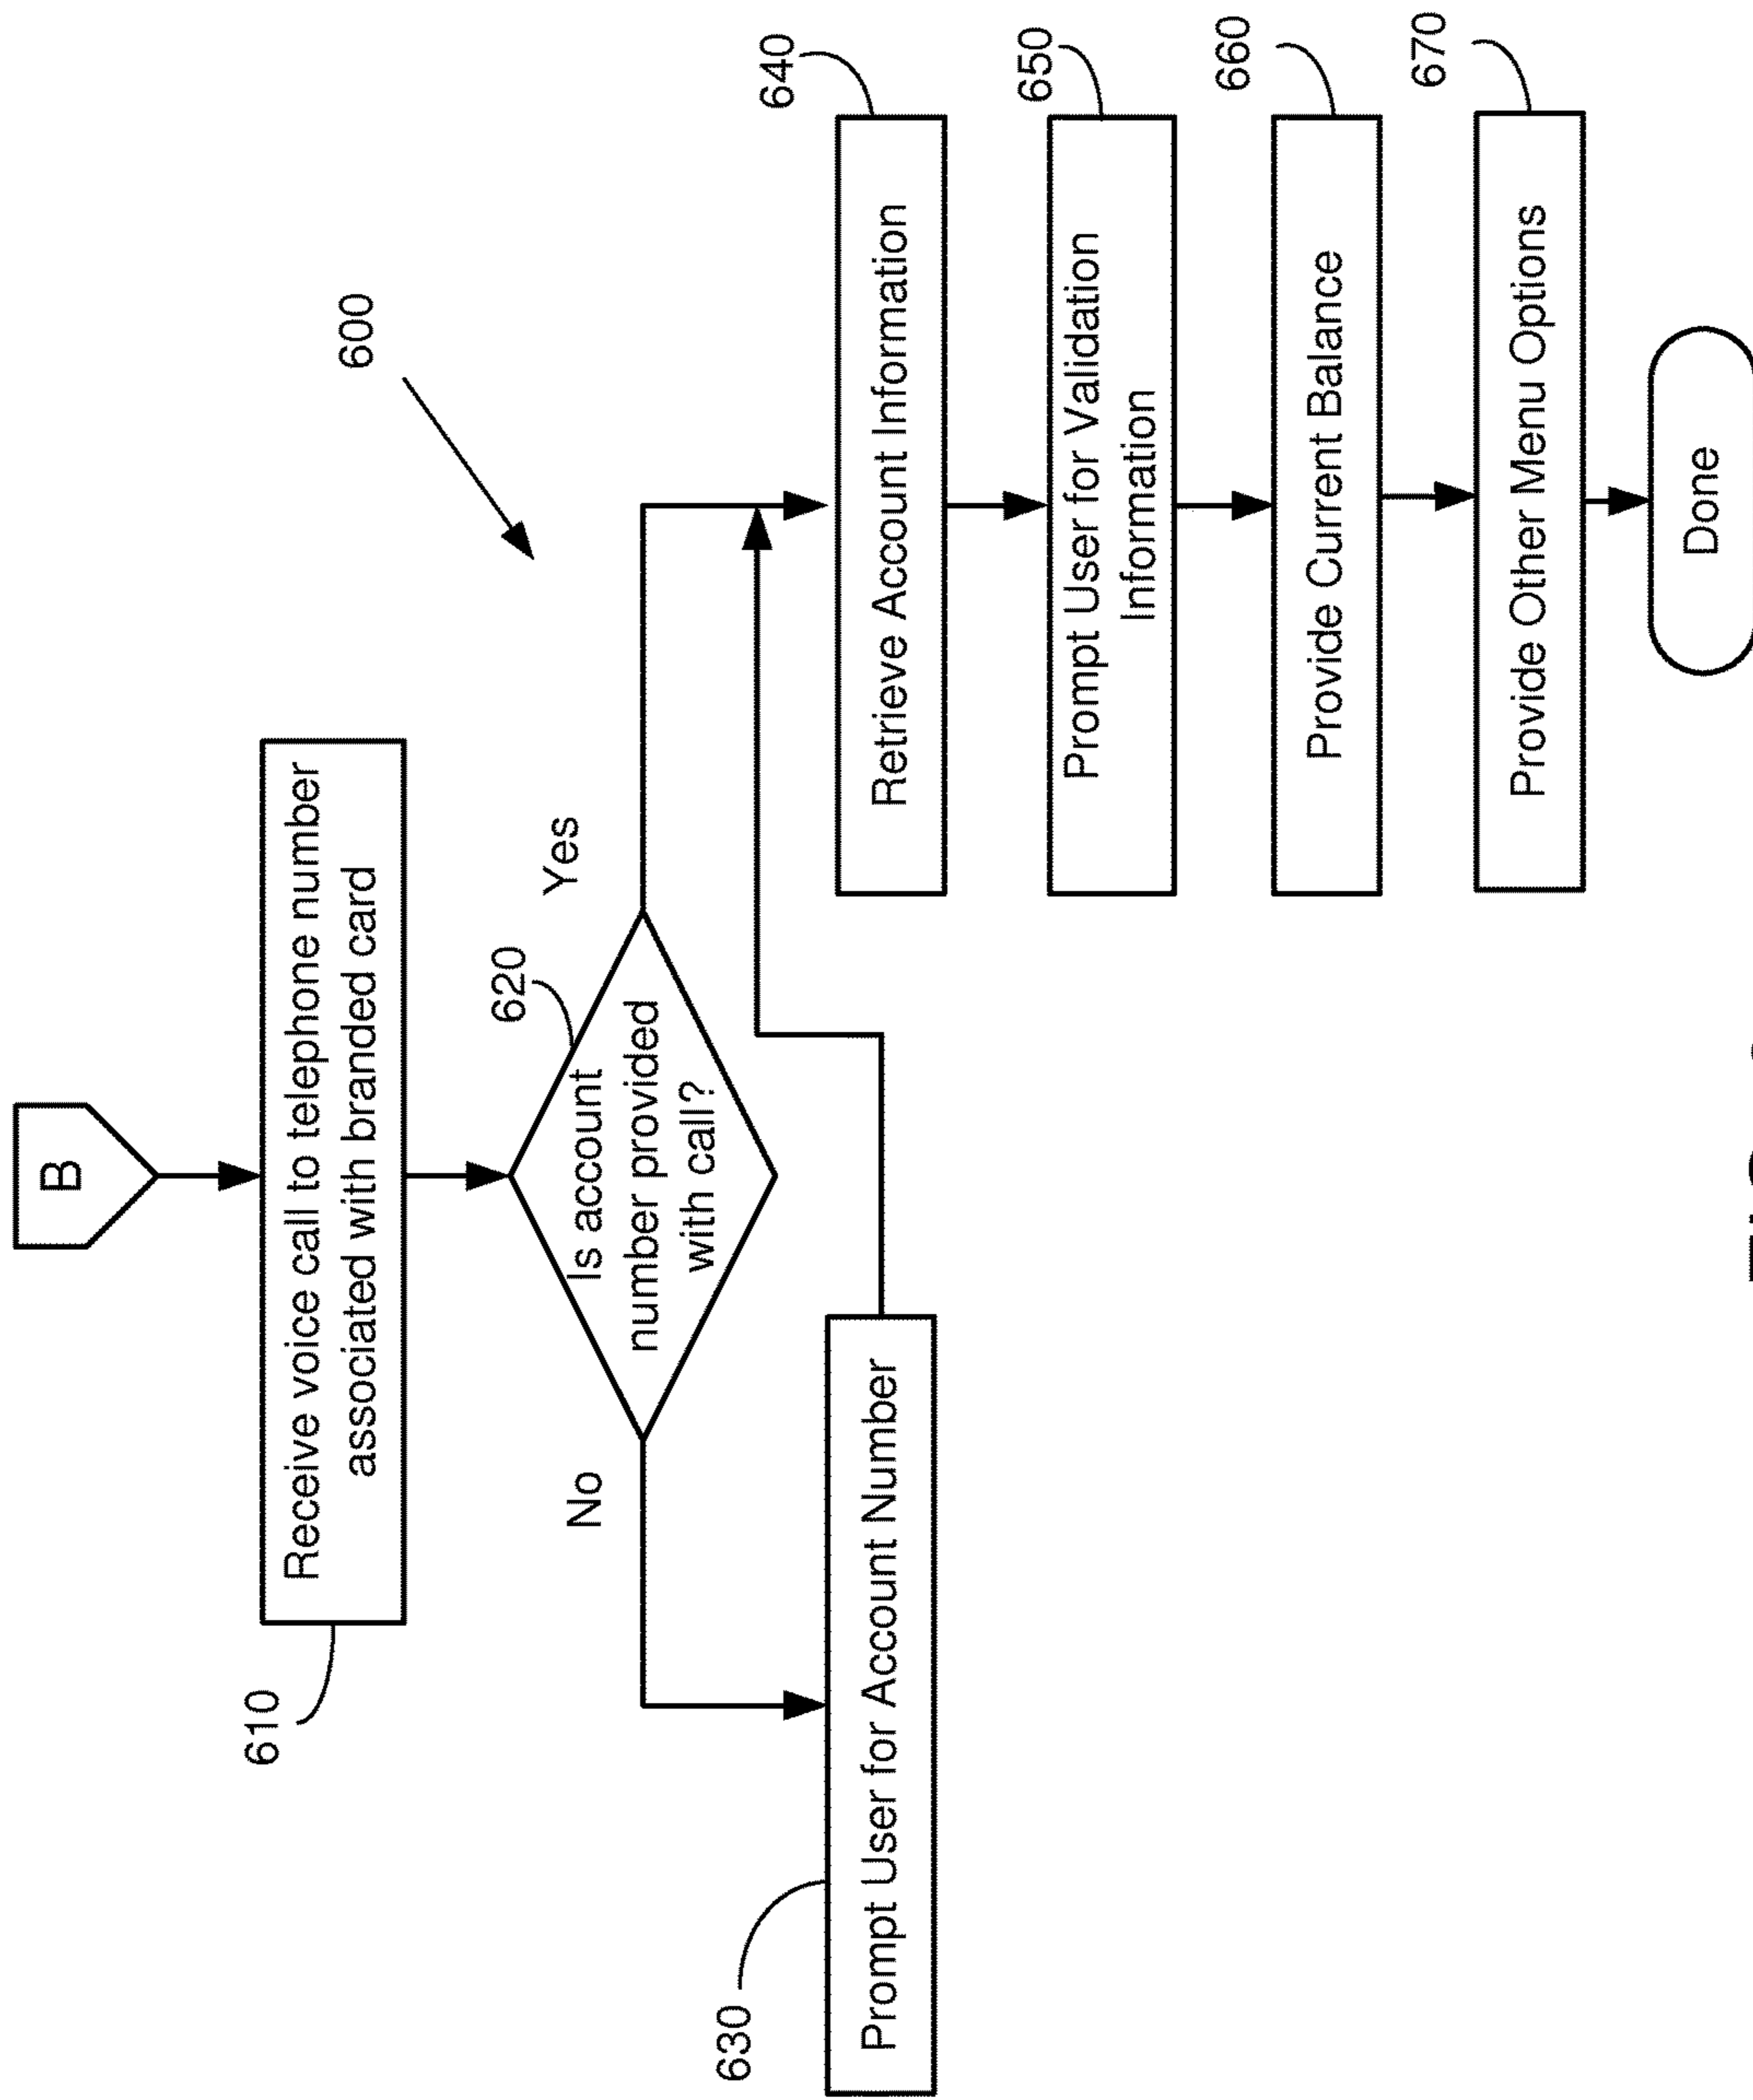 B
610
Receive voice call to telephone number
associated with branded card
600
620
Is account
number provided
with call?
No
Yes
630
Prompt User for Account Number
640
Retrieve Account Information
650
Prompt User for Validation
Information
660
Provide Current Balance
670
Provide Other Menu Options
Done